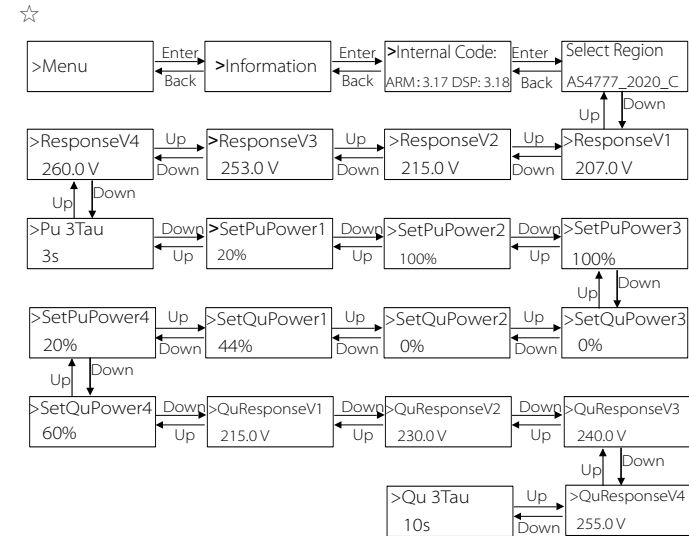 ☆
>Menu
Enter
Back
>Information
Enter
Back
>Internal Code:
ARM: 3.17 DSP: 3.18
Enter
Back
Select Region
AS4777_2020_C
Up
Down
>ResponseV4
260.0 V
Up
Down
>ResponseV3
253.0 V
Up
Down
>ResponseV2
215.0 V
Up
Down
>ResponseV1
207.0 V
Up
Down
>Pu 3Tau
3s
Down
Up
>SetPuPower1
20%
Down
Up
>SetPuPower2
100%
Down
Up
>SetPuPower3
100%
Up
Down
>SetPuPower4
20%
Up
Down
>SetQuPower1
44%
Up
Down
>SetQuPower2
0%
Up
Down
>SetQuPower3
0%
Up
Down
>SetQuPower4
60%
Down
Up
>QuResponseV1
215.0 V
Down
Up
>QuResponseV2
230.0 V
Down
Up
>QuResponseV3
240.0 V
Up
Down
>Qu 3Tau
10s
Up
Down
>QuResponseV4
255.0 V